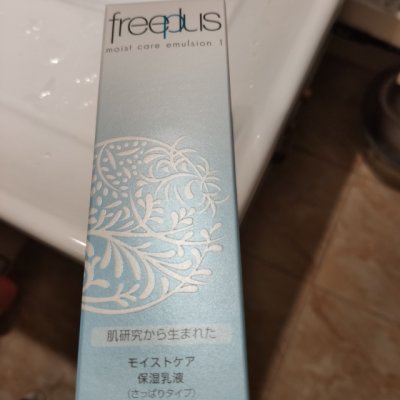 freeplus
moist care emulsion 1
肌研究から生まれた
モイストケア
保湿乳液
(さっぱりタイプ)